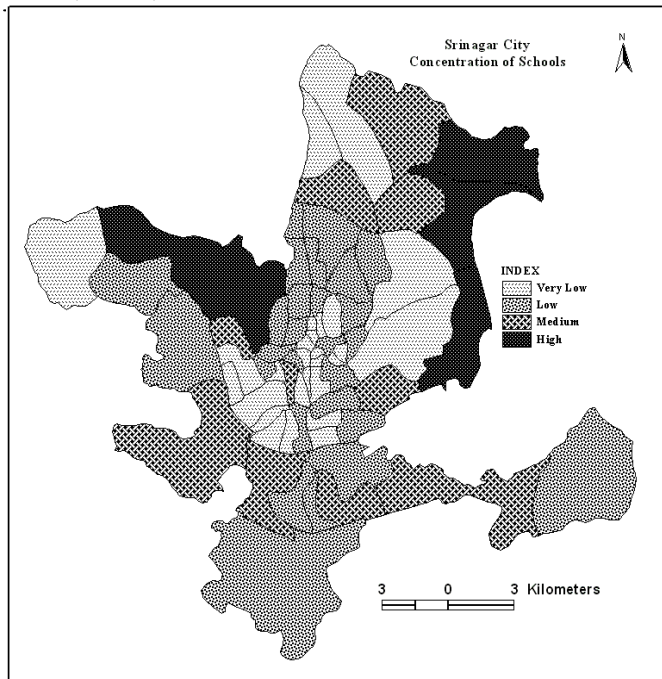 Srinagar City
Concentration of Schools
N
INDEX
Very Low
Low
Medium
High
3 0 3 Kilometers